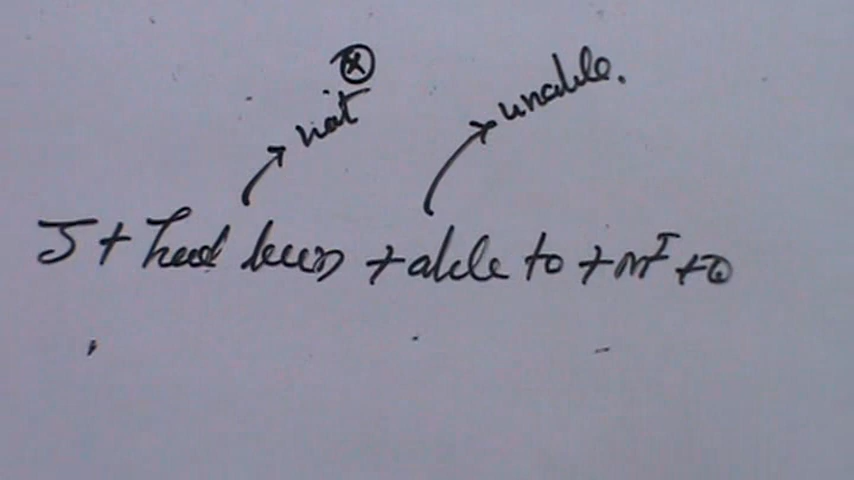 not
unable.
S + had been + able to + + o